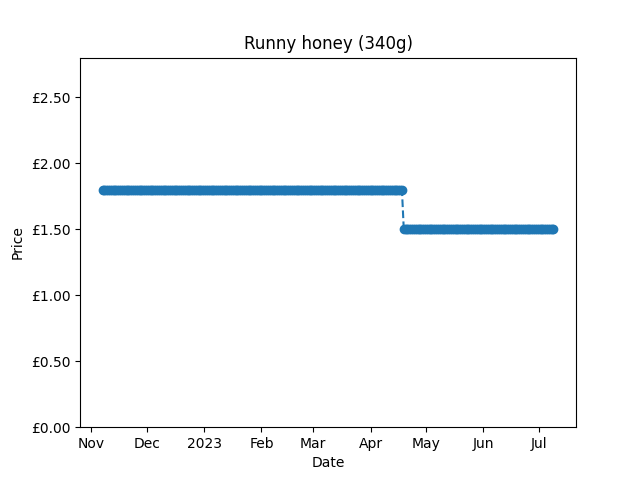 Runny honey (340g)
£2.50
£2.00
£1.50
£1.00
£0.50
£0.00
Price
Nov Dec 2023 Feb Mar Apr May Jun Jul
Date